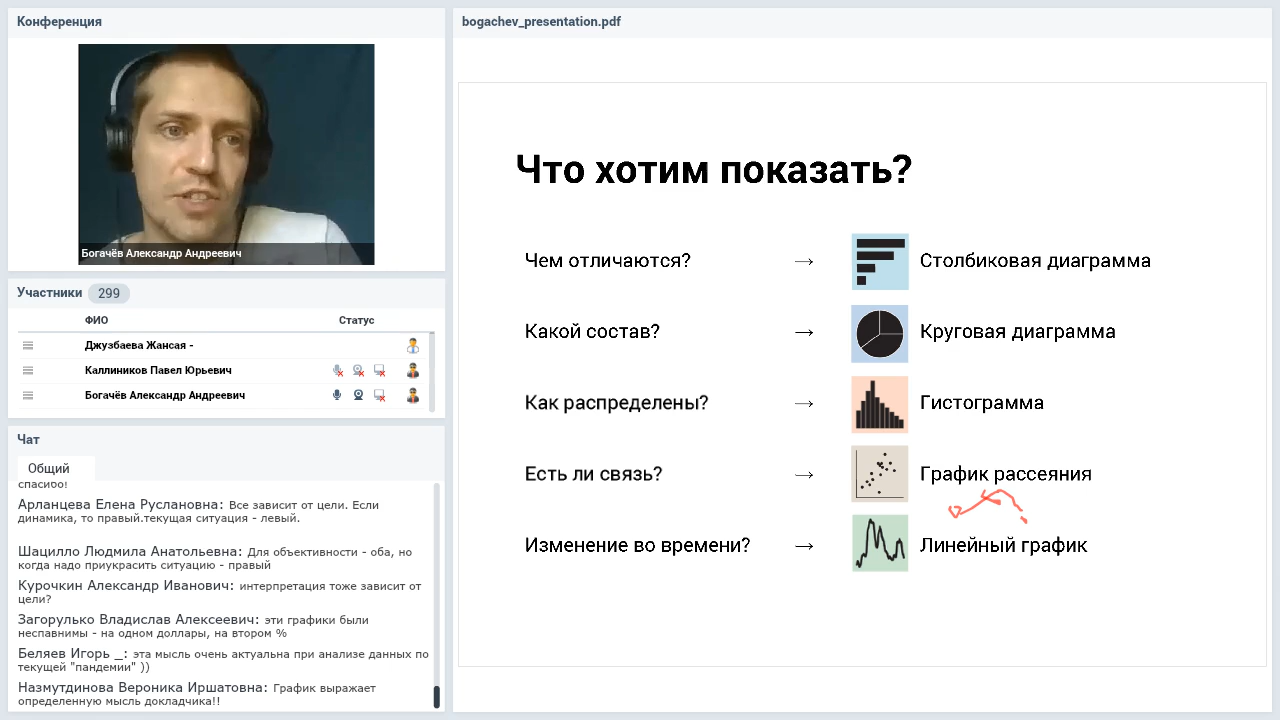 Конференция
Богачёв Александр Андреевич
Участники 299
ФИО Статус
Джузбаева Жансая -
Каллиников Павел Юрьевич
Богачёв Александр Андреевич
Чат
Общий
спасибо!
Арланцева Елена Руслановна: Все зависит от цели. Если
динамика, то правый.текущая ситуация - левый.
Шацилло Людмила Анатольевна: Для объективности - оба, но
когда надо приукрасить ситуацию - правый
Курочкин Александр Иванович: интерпретация тоже зависит от
цели?
Загорулько Владислав Алексеевич: эти графики были
неспавнимы - на одном доллары, на втором %
Беляев Игорь _: эта мысль очень актуальна при анализе данных по
текущей "пандемии" ))
Назмутдинова Вероника Иршатовна: График выражает
определенную мысль докладчика!!
bogachev_presentation.pdf
Что хотим показать?
Чем отличаются? → Столбиковая диаграмма
Какой состав? → Круговая диаграмма
Как распределены? → Гистограмма
Есть ли связь? → График рассеяния
Изменение во времени? → Линейный график